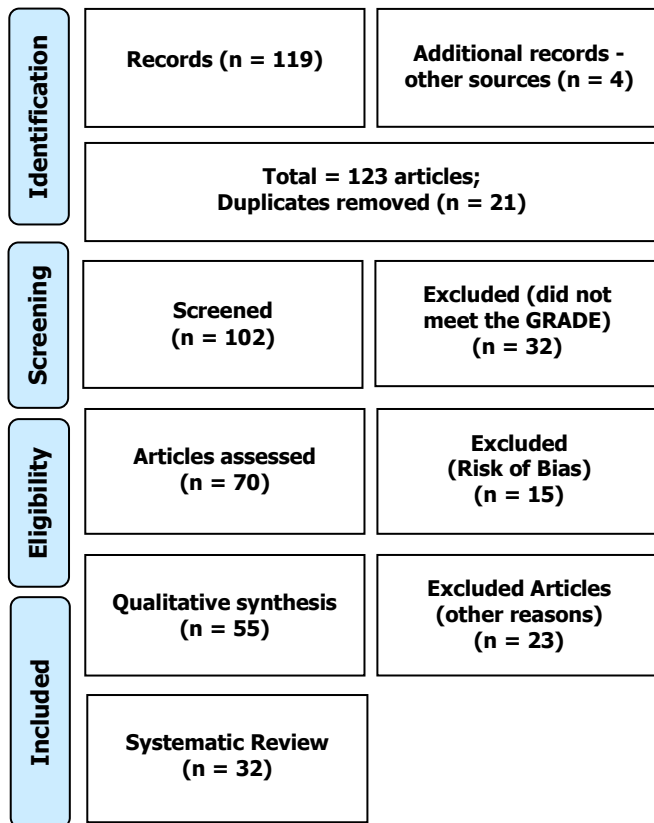 Identification
Records (n = 119)
Additional records -
other sources (n = 4)
Total = 123 articles;
Duplicates removed (n = 21)
Screening
Screened
(n = 102)
Excluded (did not
meet the GRADE)
(n = 32)
Eligibility
Articles assessed
(n = 70)
Excluded
(Risk of Bias)
(n = 15)
Included
Qualitative synthesis
(n = 55)
Excluded Articles
(other reasons)
(n = 23)
Systematic Review
(n = 32)